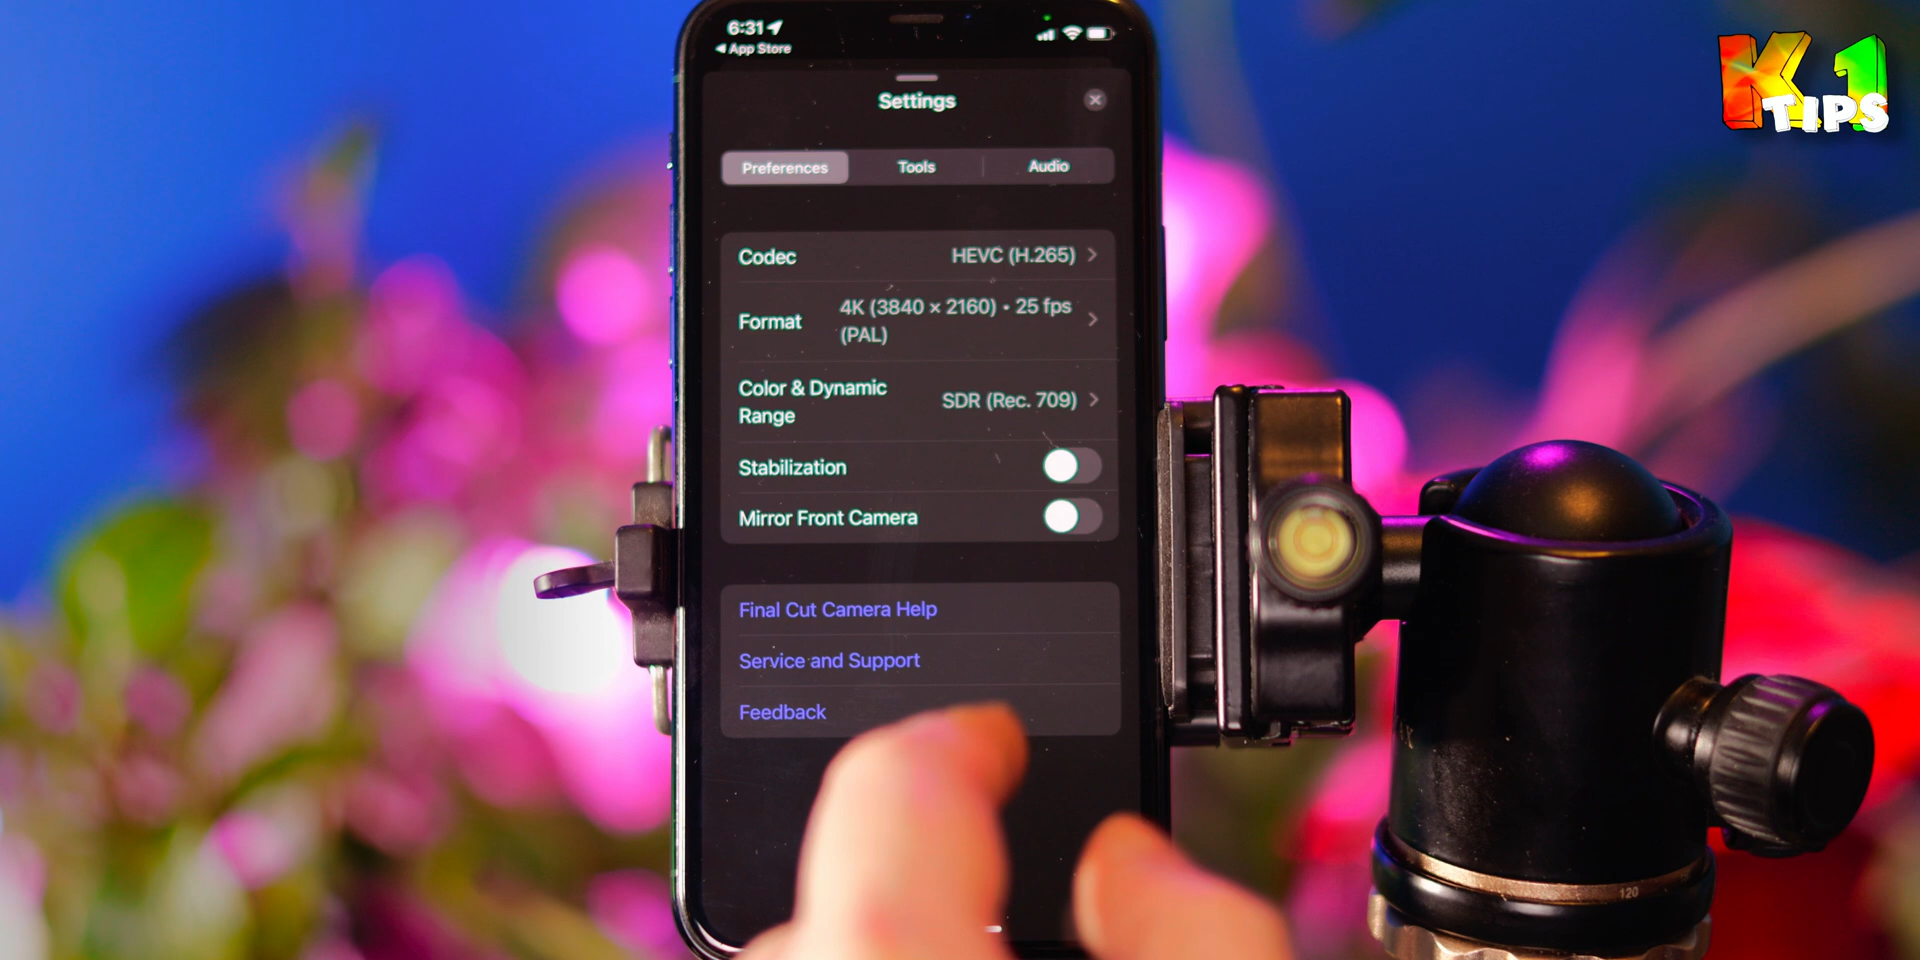 6:31
◀ App Store
K1
TIPS
Settings
Preferences Tools Audio
Codec HEVC (H.265)
Format 4K (3840 × 2160) • 25 fps
(PAL)
Color & Dynamic
Range SDR (Rec. 709)
Stabilization
Mirror Front Camera
Final Cut Camera Help
Service and Support
Feedback
120